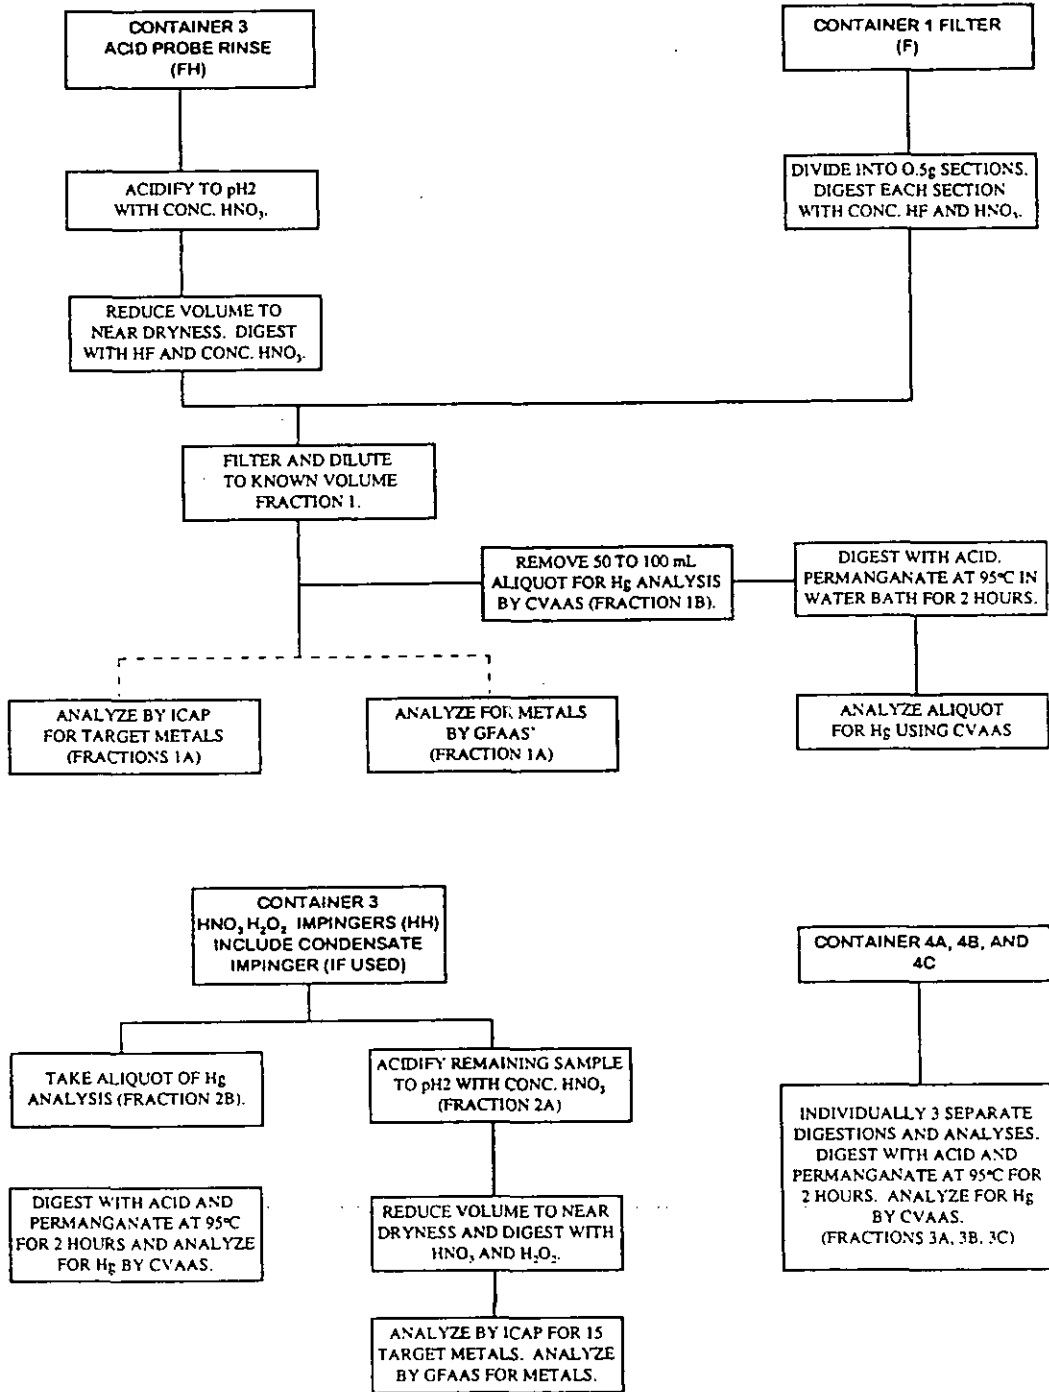 CONTAINER 3
ACID PROBE RINSE
(FH)
CONTAINER 1 FILTER
(F)
ACIDIFY TO pH2
WITH CONC. HNO₃.
DIVIDE INTO 0.5g SECTIONS.
DIGEST EACH SECTION
WITH CONC. HF AND HNO₃.
REDUCE VOLUME TO
NEAR DRYNESS. DIGEST
WITH HF AND CONC. HNO₃.
FILTER AND DILUTE
TO KNOWN VOLUME
FRACTION 1.
REMOVE 50 TO 100 mL
ALIQUOT FOR Hg ANALYSIS
BY CVAAS (FRACTION 1B).
DIGEST WITH ACID.
PERMANGANATE AT 95°C IN
WATER BATH FOR 2 HOURS.
ANALYZE BY ICAP
FOR TARGET METALS
(FRACTIONS 1A)
ANALYZE FOR METALS
BY GFAAS*
(FRACTION 1A)
ANALYZE ALIQUOT
FOR Hg USING CVAAS
CONTAINER 3
HNO₃ H₂O₂ IMPINGERS (HH)
INCLUDE CONDENSATE
IMPINGER (IF USED)
CONTAINER 4A, 4B, AND
4C
TAKE ALIQUOT OF Hg
ANALYSIS (FRACTION 2B).
ACIDIFY REMAINING SAMPLE
TO pH2 WITH CONC. HNO₃
(FRACTION 2A)
INDIVIDUALLY 3 SEPARATE
DIGESTIONS AND ANALYSES.
DIGEST WITH ACID AND
PERMANGANATE AT 95°C FOR
2 HOURS. ANALYZE FOR Hg
BY CVAAS.
(FRACTIONS 3A, 3B, 3C)
DIGEST WITH ACID AND
PERMANGANATE AT 95°C
FOR 2 HOURS AND ANALYZE
FOR Hg BY CVAAS.
REDUCE VOLUME TO NEAR
DRYNESS AND DIGEST WITH
HNO₃ AND H₂O₂.
ANALYZE BY ICAP FOR 15
TARGET METALS. ANALYZE
BY GFAAS FOR METALS.